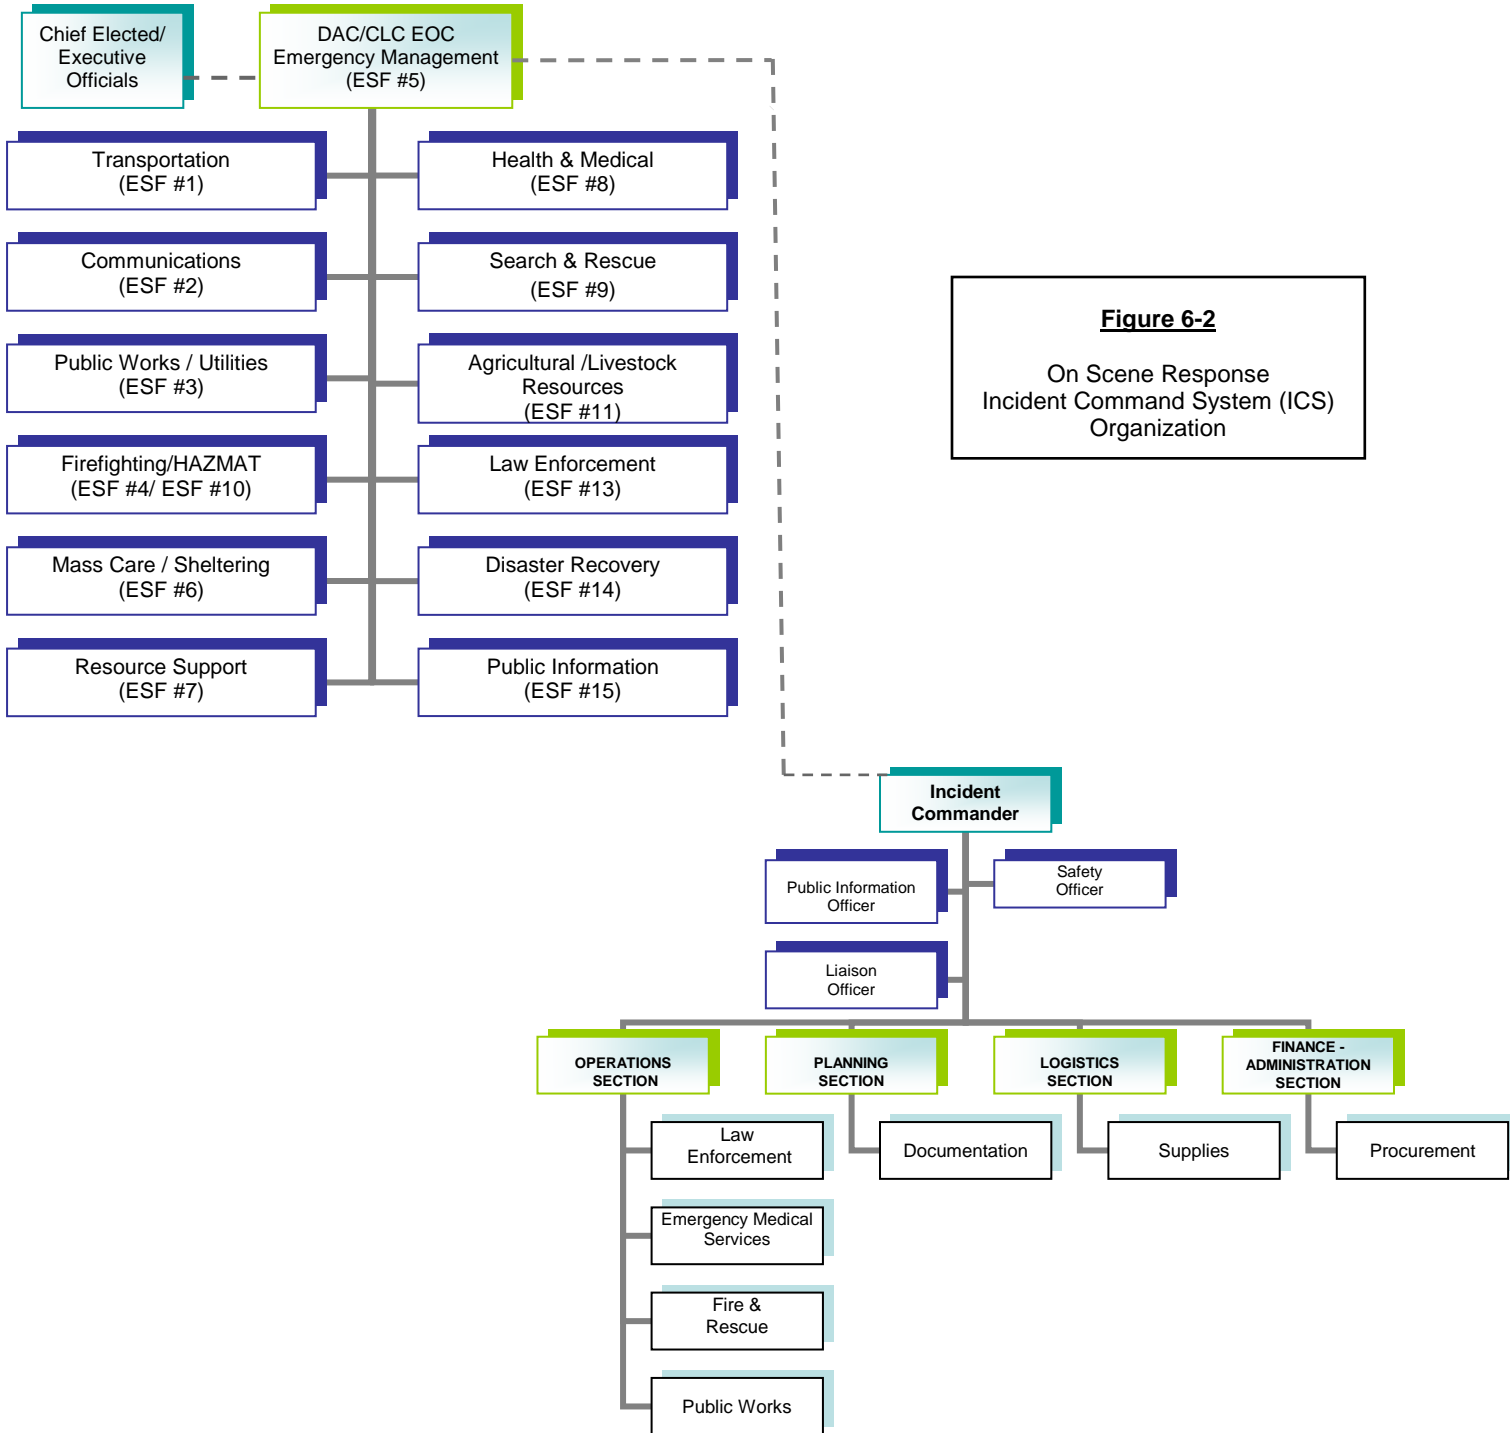 Chief Elected/
Executive
Officials
DAC/CLC EOC
Emergency Management
(ESF #5)
Transportation
(ESF #1)
Health & Medical
(ESF #8)
Communications
(ESF #2)
Search & Rescue
(ESF #9)
Public Works / Utilities
(ESF #3)
Agricultural /Livestock
Resources
(ESF #11)
Firefighting/HAZMAT
(ESF #4/ ESF #10)
Law Enforcement
(ESF #13)
Mass Care / Sheltering
(ESF #6)
Disaster Recovery
(ESF #14)
Resource Support
(ESF #7)
Public Information
(ESF #15)
Figure 6-2
On Scene Response
Incident Command System (ICS)
Organization
Incident
Commander
Public Information
Officer
Safety
Officer
Liaison
Officer
OPERATIONS
SECTION
PLANNING
SECTION
LOGISTICS
SECTION
FINANCE -
ADMINISTRATION
SECTION
Law
Enforcement
Documentation
Supplies
Procurement
Emergency Medical
Services
Fire &
Rescue
Public Works